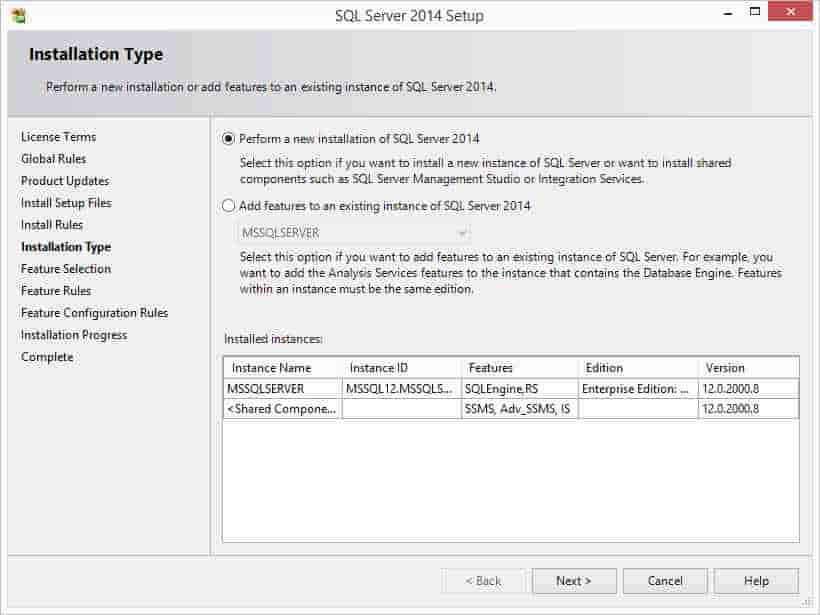 SQL Server 2014 Setup
Installation Type
Perform a new installation or add features to an existing instance of SQL Server 2014.
License Terms
Global Rules
Product Updates
Install Setup Files
Install Rules
Installation Type
Feature Selection
Feature Rules
Feature Configuration Rules
Installation Progress
Complete
Perform a new installation of SQL Server 2014
Select this option if you want to install a new instance of SQL Server or want to install shared
components such as SQL Server Management Studio or Integration Services.
Add features to an existing instance of SQL Server 2014
MSSQLSERVER
Select this option if you want to add features to an existing instance of SQL Server. For example, you
want to add the Analysis Services features to the instance that contains the Database Engine. Features
within an instance must be the same edition.
Installed instances:
Instance Name Instance ID Features Edition Version
MSSQLSERVER MSSQL12.MSSQLS... SQLEngine,RS Enterprise Edition: ... 12.0.2000.8
<Shared Compone... SSMS, Adv_SSMS, IS 12.0.2000.8
< Back Next > Cancel Help